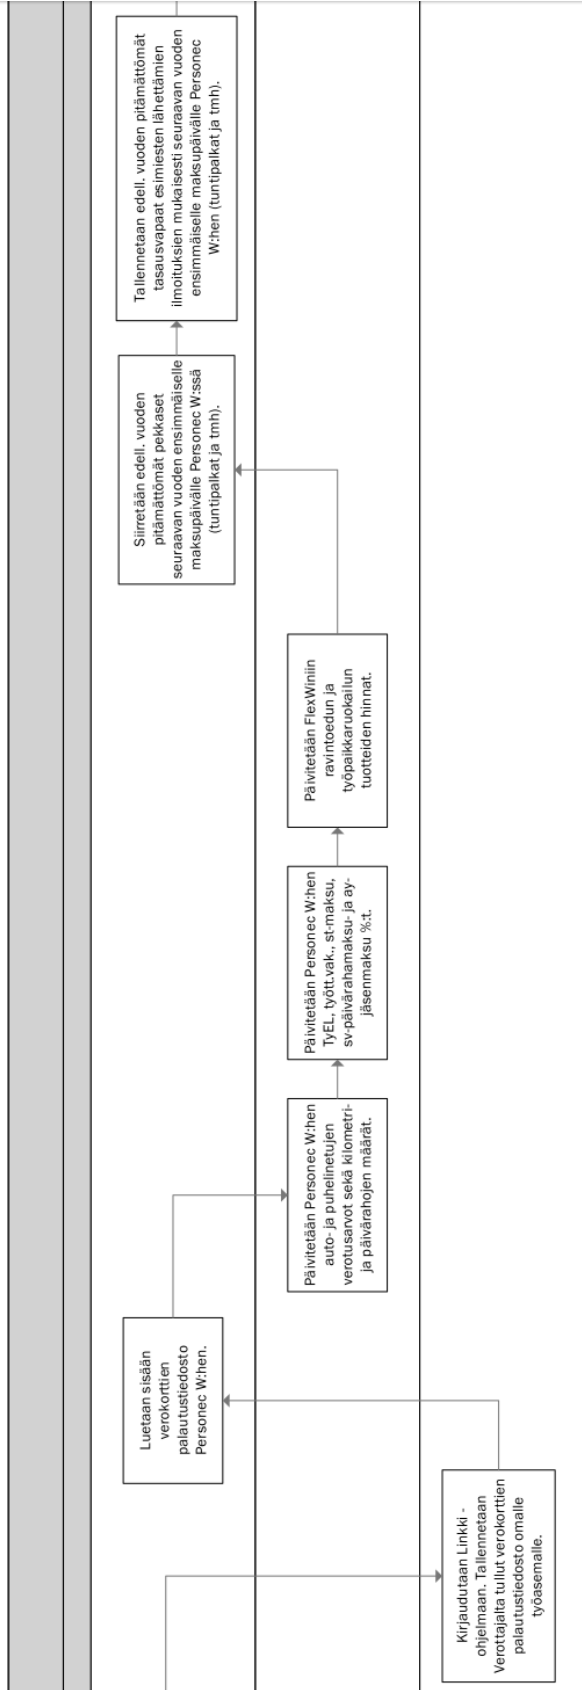 Kirjaudutaan Linkki -
ohjelmaan. Tallennetaan
Verottajalta tullut verokorttien
palautustiedosto omalle
työasemalle.
Luetaan sisään
verokorttien
palautustiedosto
Personec W:hen.
Päivitetään Personec W:hen
auto- ja puhelinetujen
verotusarvot sekä kilometri-
ja päivärahojen määrät.
Päivitetään Personec W:hen
TyEL, tyött.vak., st-maksu,
sv-päivärahamaksu- ja ay-
jäsenmaksu %:t.
Päivitetään FlexWiniin
ravintoedun ja
työpaikkaruokailun
tuotteiden hinnat.
Siirretään edell. vuoden
pitämättömät pekkaset
seuraavan vuoden ensimmäiselle
maksupäivälle Personec W:ssä
(tuntipalkat ja tmh).
Tallennetaan edell. vuoden pitämättömät
tasausvapaat esimiesten lähettämien
ilmoituksien mukaisesti seuraavan vuoden
ensimmäiselle maksupäivälle Personec
W:hen (tuntipalkat ja tmh).